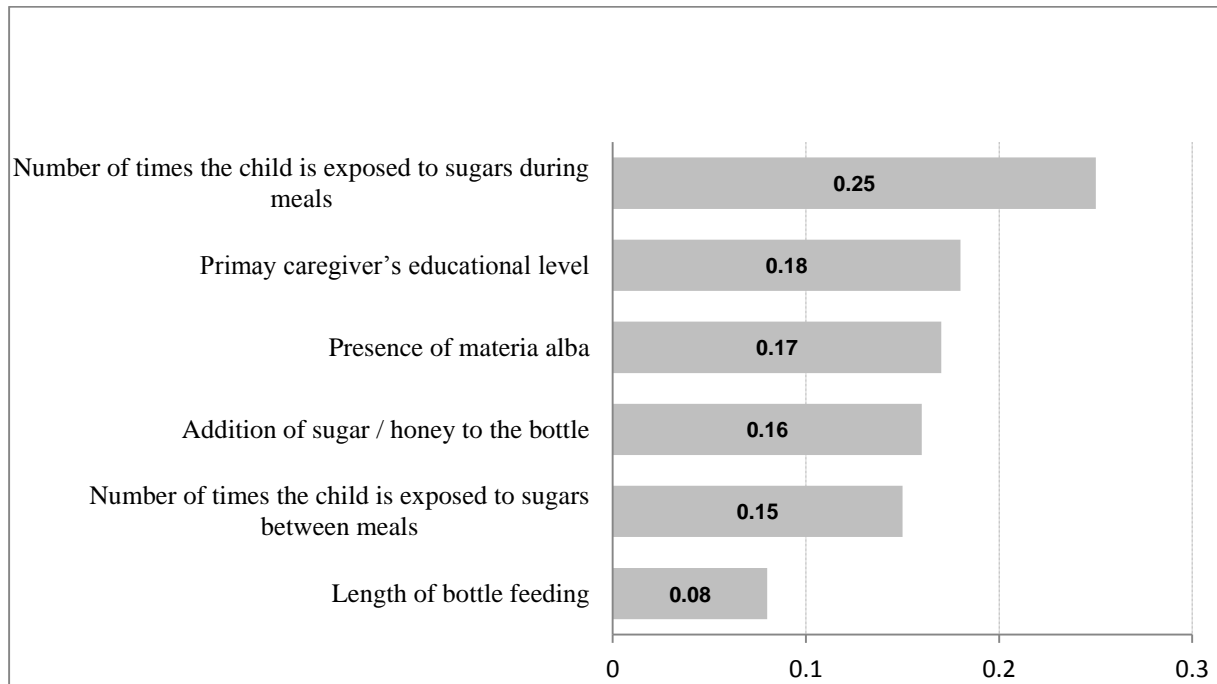 Number of times the child is exposed to sugars during
meals
0.25
Primay caregiver’s educational level
0.18
Presence of materia alba
0.17
Addition of sugar / honey to the bottle
0.16
Number of times the child is exposed to sugars
between meals
0.15
Length of bottle feeding
0.08
0 0.1 0.2 0.3